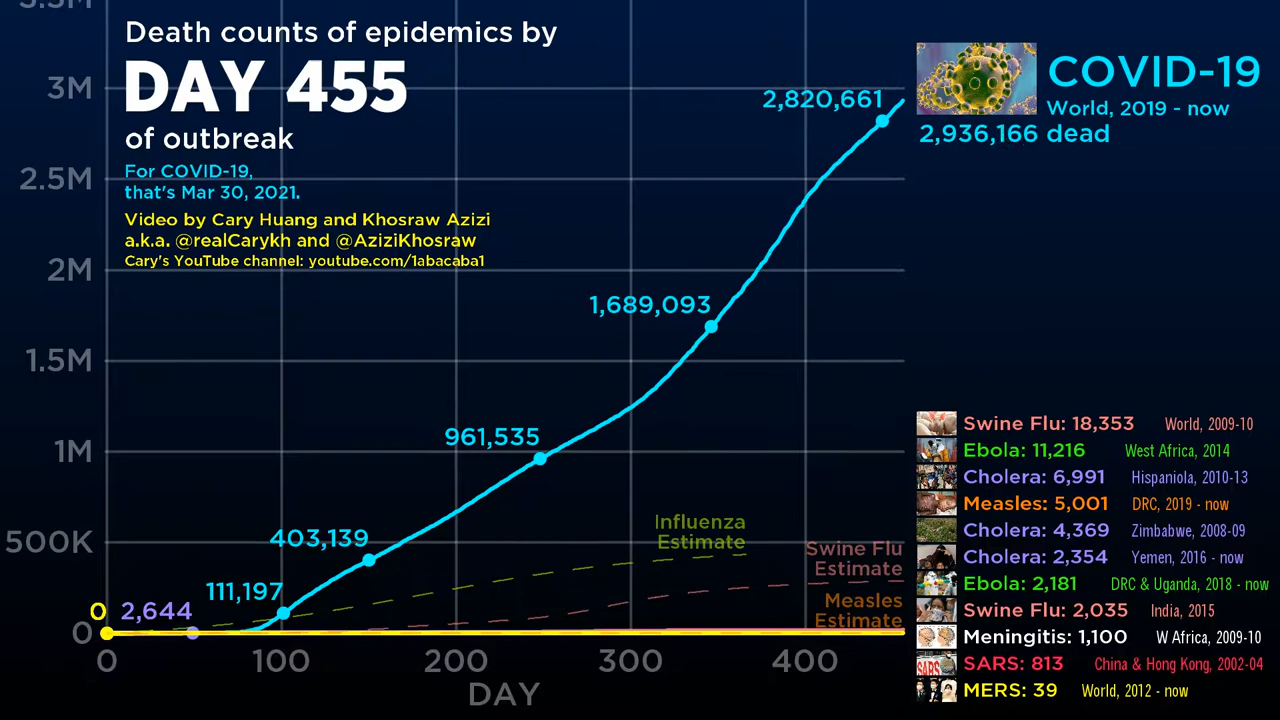 3.5M
Death counts of epidemics by
DAY 455
of outbreak
For COVID-19,
that's Mar 30, 2021.
Video by Cary Huang and Khosraw Azizi
a.k.a. @realCarykh and @AziziKhosraw
Cary's YouTube channel: youtube.com/1abacaba1
3M
2.5M
2M
1.5M
1M
500K
0
2,820,661
1,689,093
961,535
403,139
111,197
0
2,644
Influenza
Estimate
Swine Flu
Estimate
Measles
Estimate
0
100
200
300
400
DAY
COVID-19
World, 2019 - now
2,936,166 dead
Swine Flu: 18,353 World, 2009-10
Ebola: 11,216 West Africa, 2014
Cholera: 6,991 Hispaniola, 2010-13
Measles: 5,001 DRC, 2019 - now
Cholera: 4,369 Zimbabwe, 2008-09
Cholera: 2,354 Yemen, 2016 - now
Ebola: 2,181 DRC & Uganda, 2018 - now
Swine Flu: 2,035 India, 2015
Meningitis: 1,100 W Africa, 2009-10
SARS
SARS: 813 China & Hong Kong, 2002-04
MERS: 39 World, 2012 - now